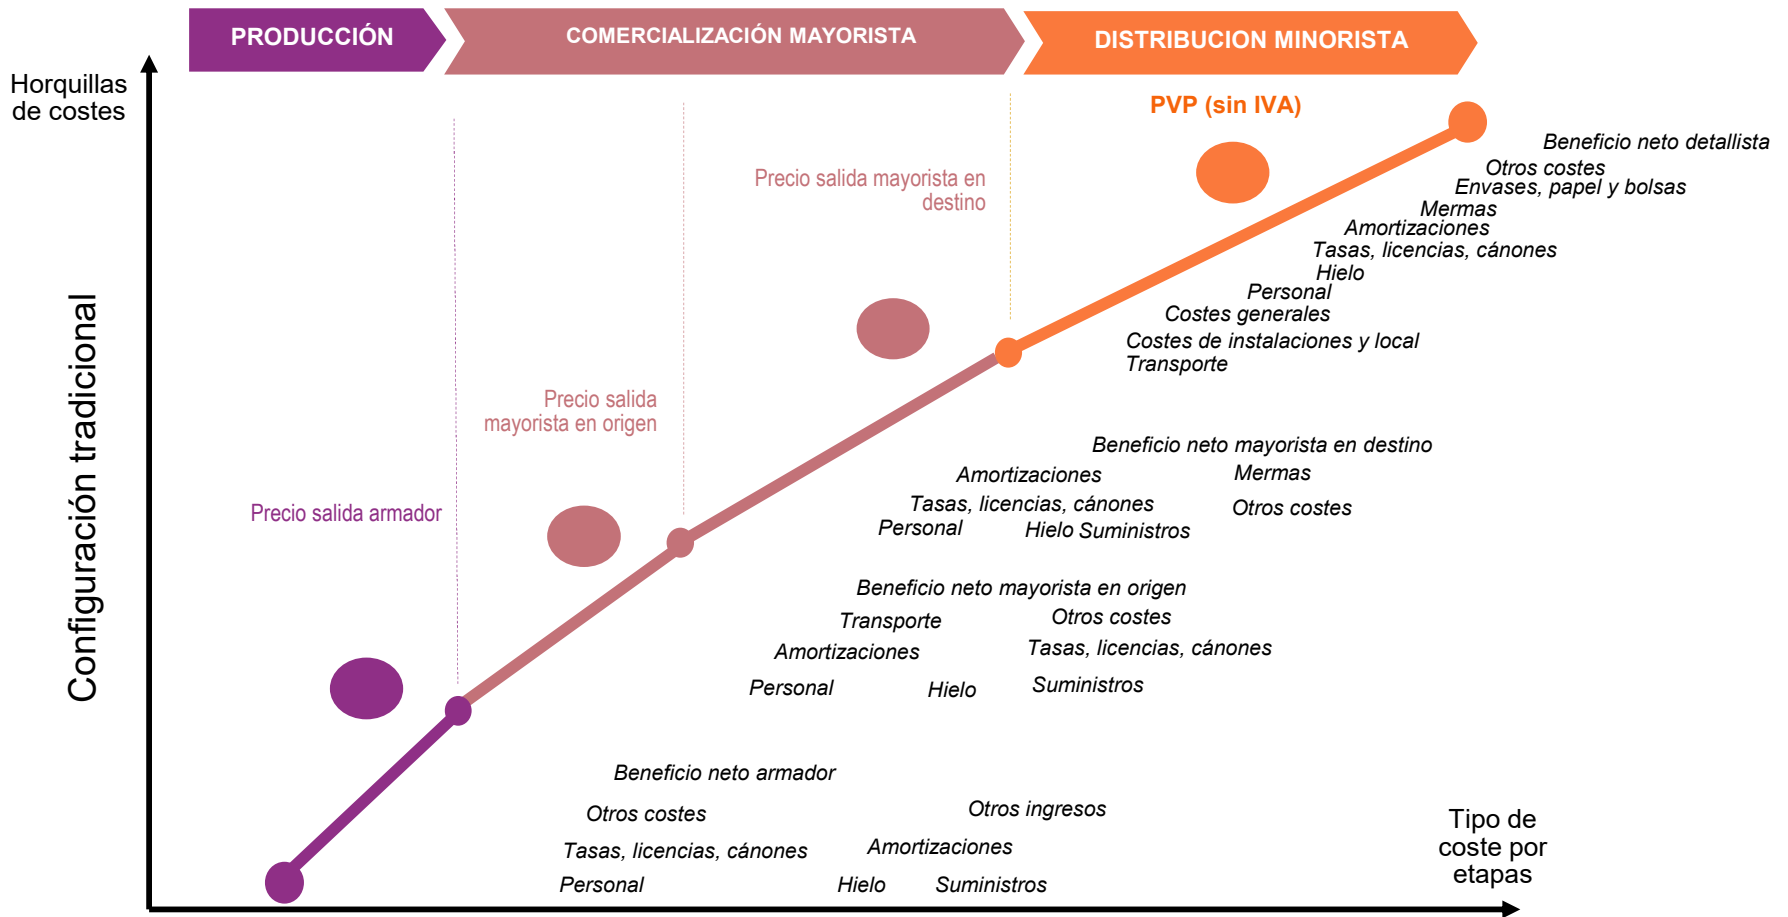 PRODUCCIÓN
COMERCIALIZACIÓN MAYORISTA
DISTRIBUCION MINORISTA
Horquillas
de costes
PVP (sin IVA)
Beneficio neto detallista
Otros costes
Envases, papel y bolsas
Mermas
Amortizaciones
Tasas, licencias, cánones
Hielo
Personal
Costes generales
Costes de instalaciones y local
Transporte
Precio salida mayorista en
destino
Precio salida
mayorista en origen
Precio salida armador
Configuración tradicional
Beneficio neto mayorista en destino
Amortizaciones
Mermas
Tasas, licencias, cánones
Otros costes
Personal
Hielo
Suministros
Beneficio neto mayorista en origen
Transporte
Otros costes
Amortizaciones
Tasas, licencias, cánones
Personal
Hielo
Suministros
Beneficio neto armador
Otros costes
Otros ingresos
Tasas, licencias, cánones
Amortizaciones
Personal
Hielo
Suministros
Tipo de
coste por
etapas